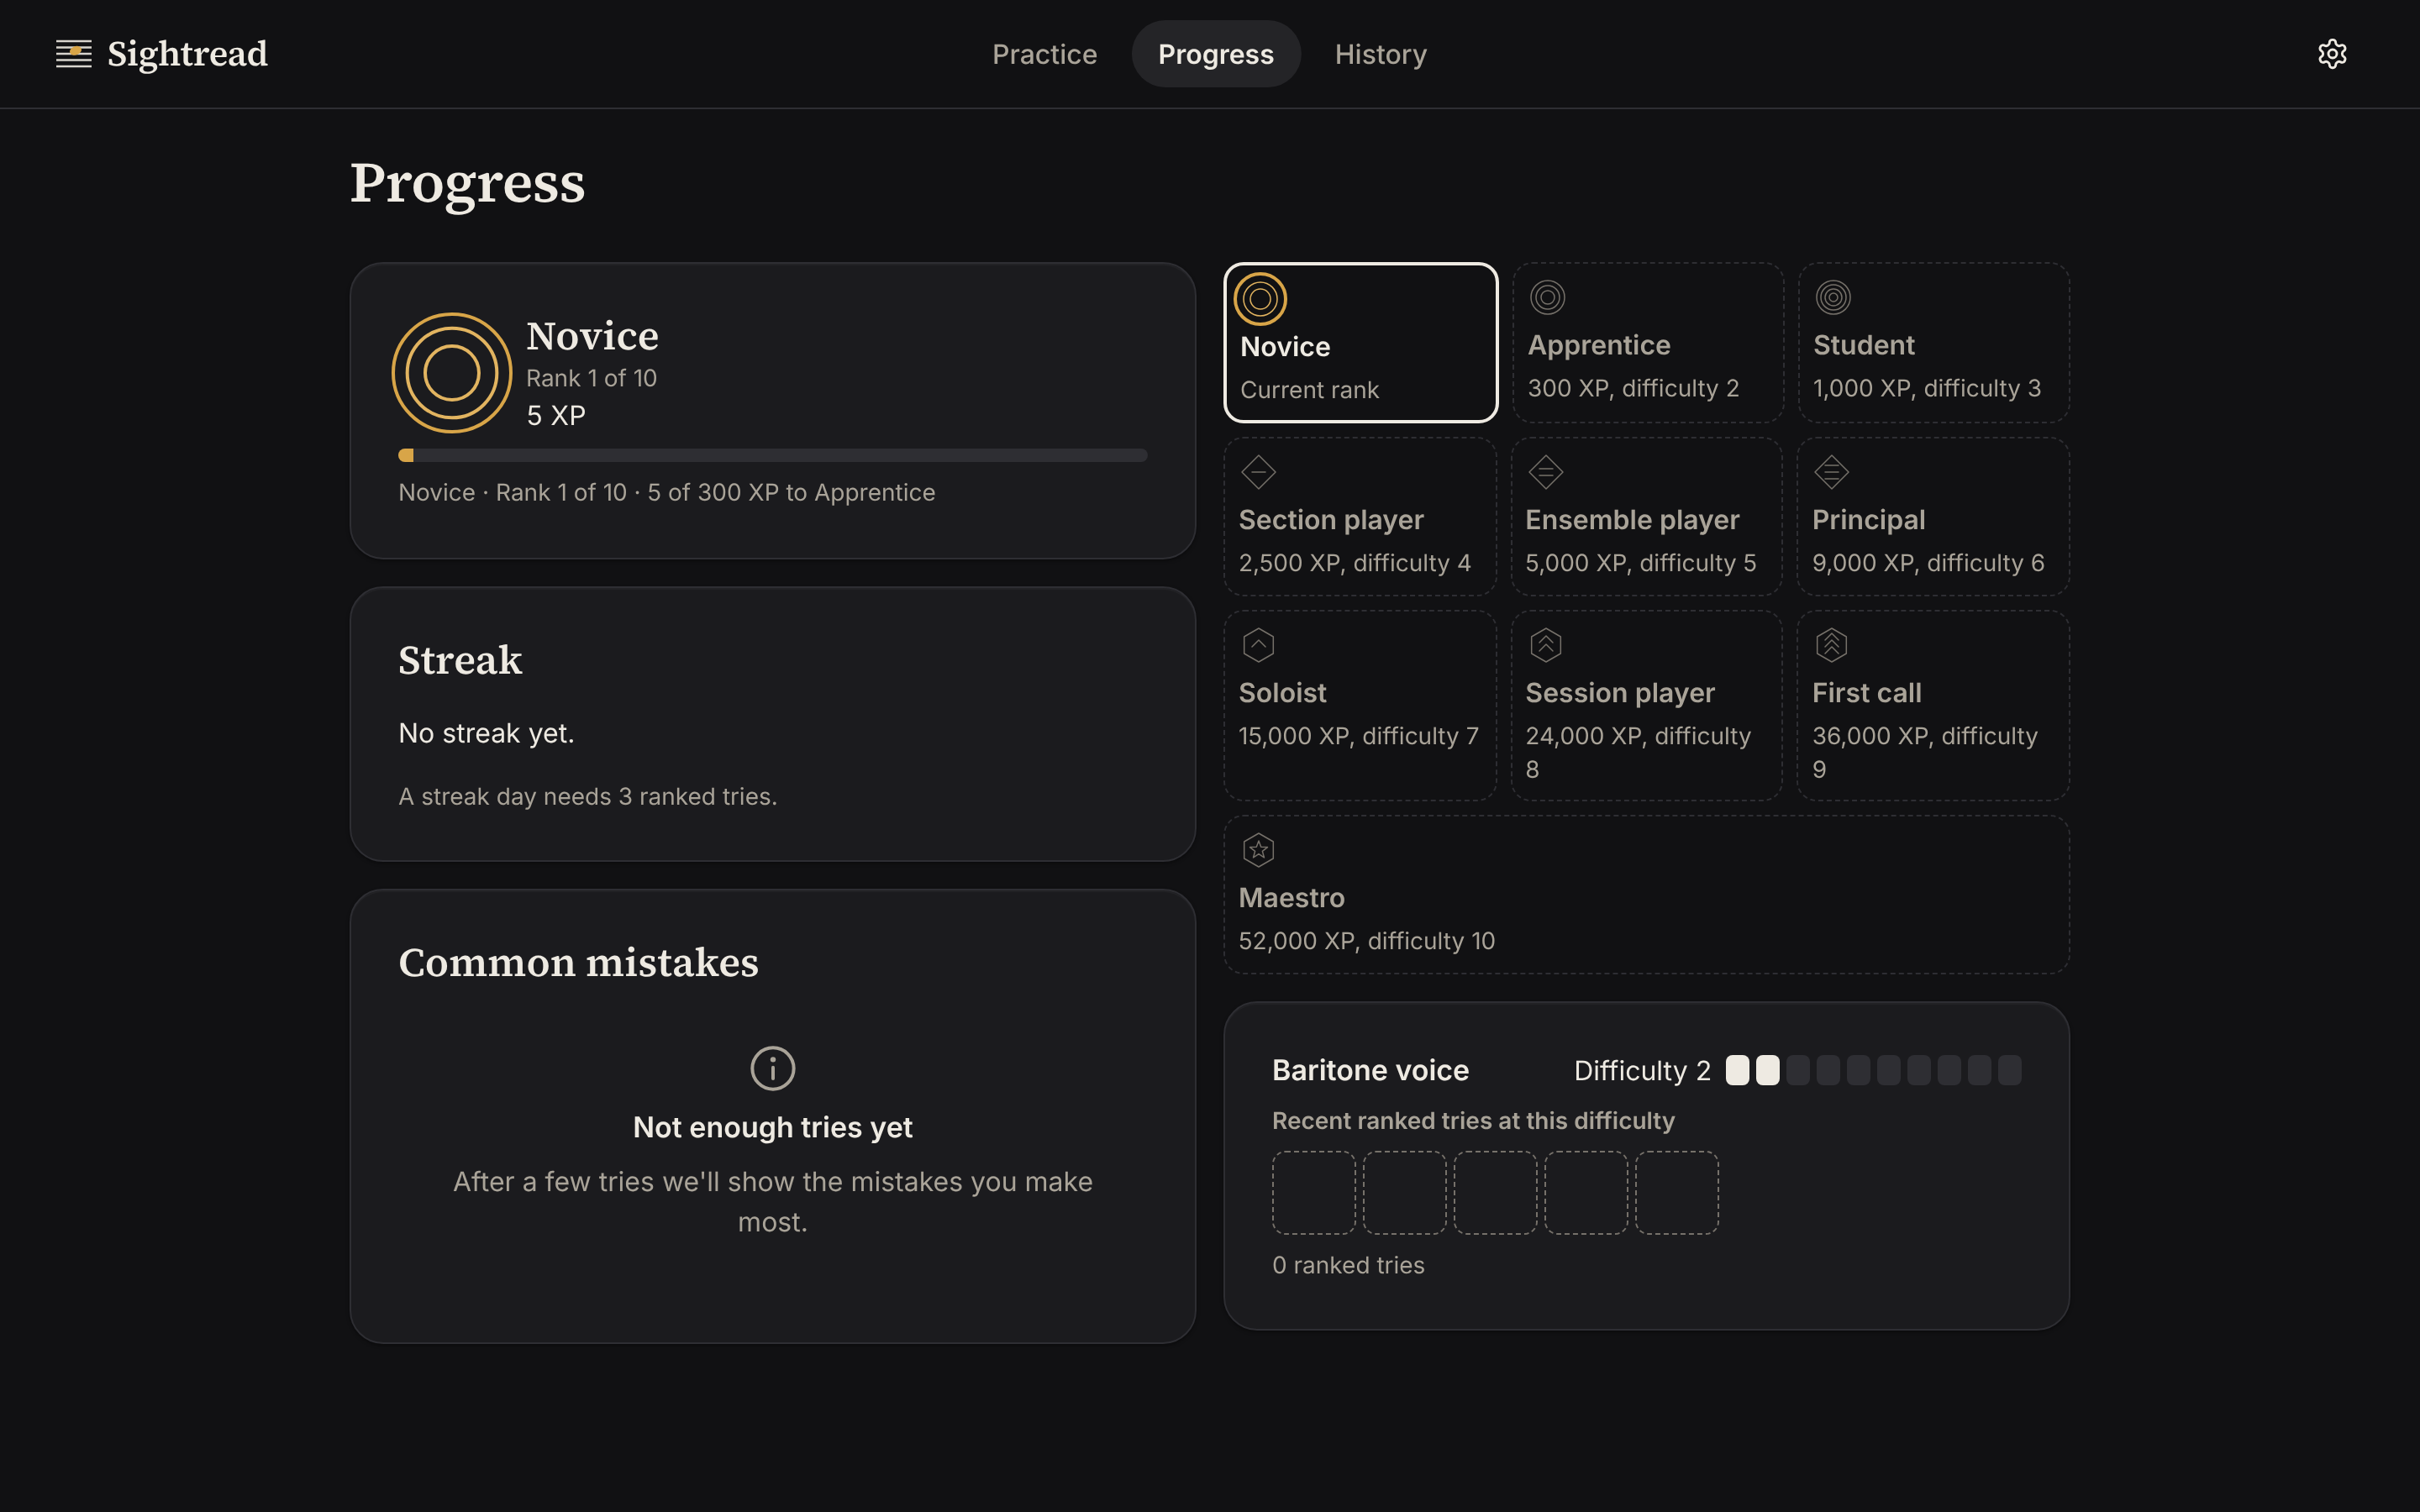 Sightread
Practice
Progress
History
Progress
Novice
Rank 1 of 10
5 XP
Novice · Rank 1 of 10 · 5 of 300 XP to Apprentice
Streak
No streak yet.
A streak day needs 3 ranked tries.
Common mistakes
Not enough tries yet
After a few tries we'll show the mistakes you make
most.
Novice
Current rank
Apprentice
300 XP, difficulty 2
Student
1,000 XP, difficulty 3
Section player
2,500 XP, difficulty 4
Ensemble player
5,000 XP, difficulty 5
Principal
9,000 XP, difficulty 6
Soloist
15,000 XP, difficulty 7
Session player
24,000 XP, difficulty
8
First call
36,000 XP, difficulty
9
Maestro
52,000 XP, difficulty 10
Baritone voice
Difficulty 2
Recent ranked tries at this difficulty
0 ranked tries